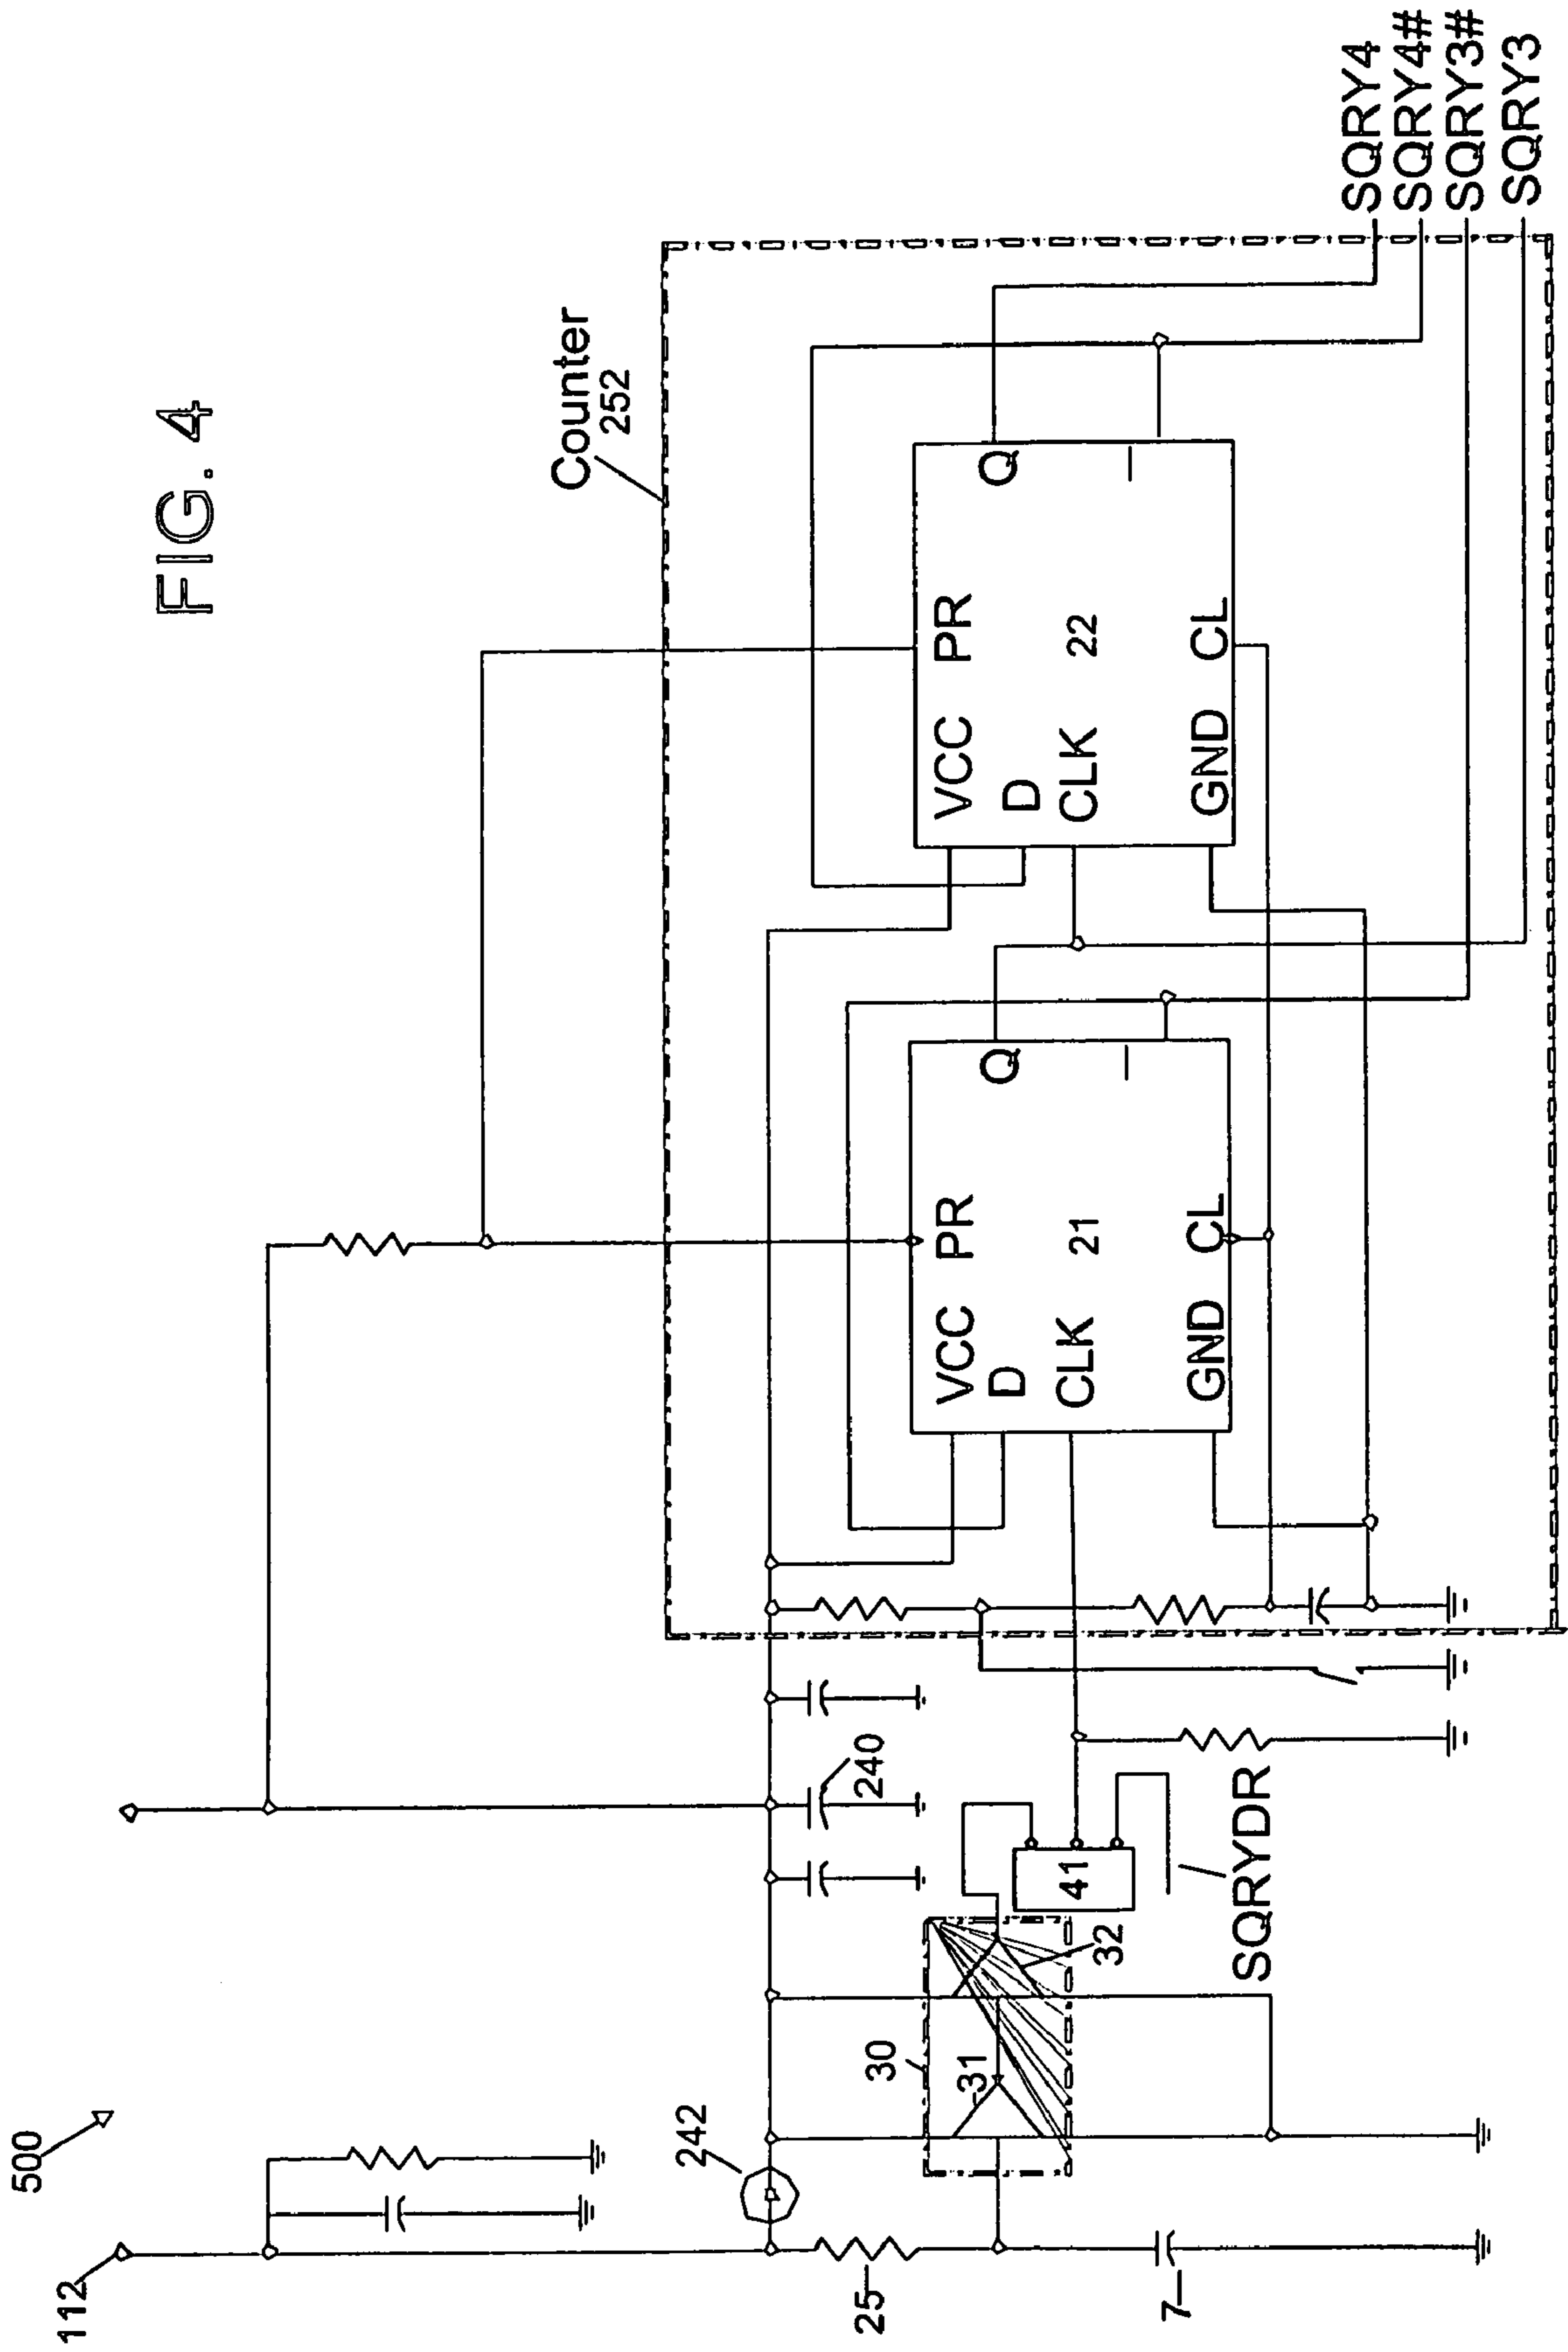 FIG. 4
500
112
Counter
252
242
240
25
7
30
31
32
41
SQRYDR
VCC
PR
D
Q
CLK
21
GND
CL
VCC
PR
D
Q
CLK
22
GND
CL
SQRY4
SQRY4#
SQRY3#
SQRY3